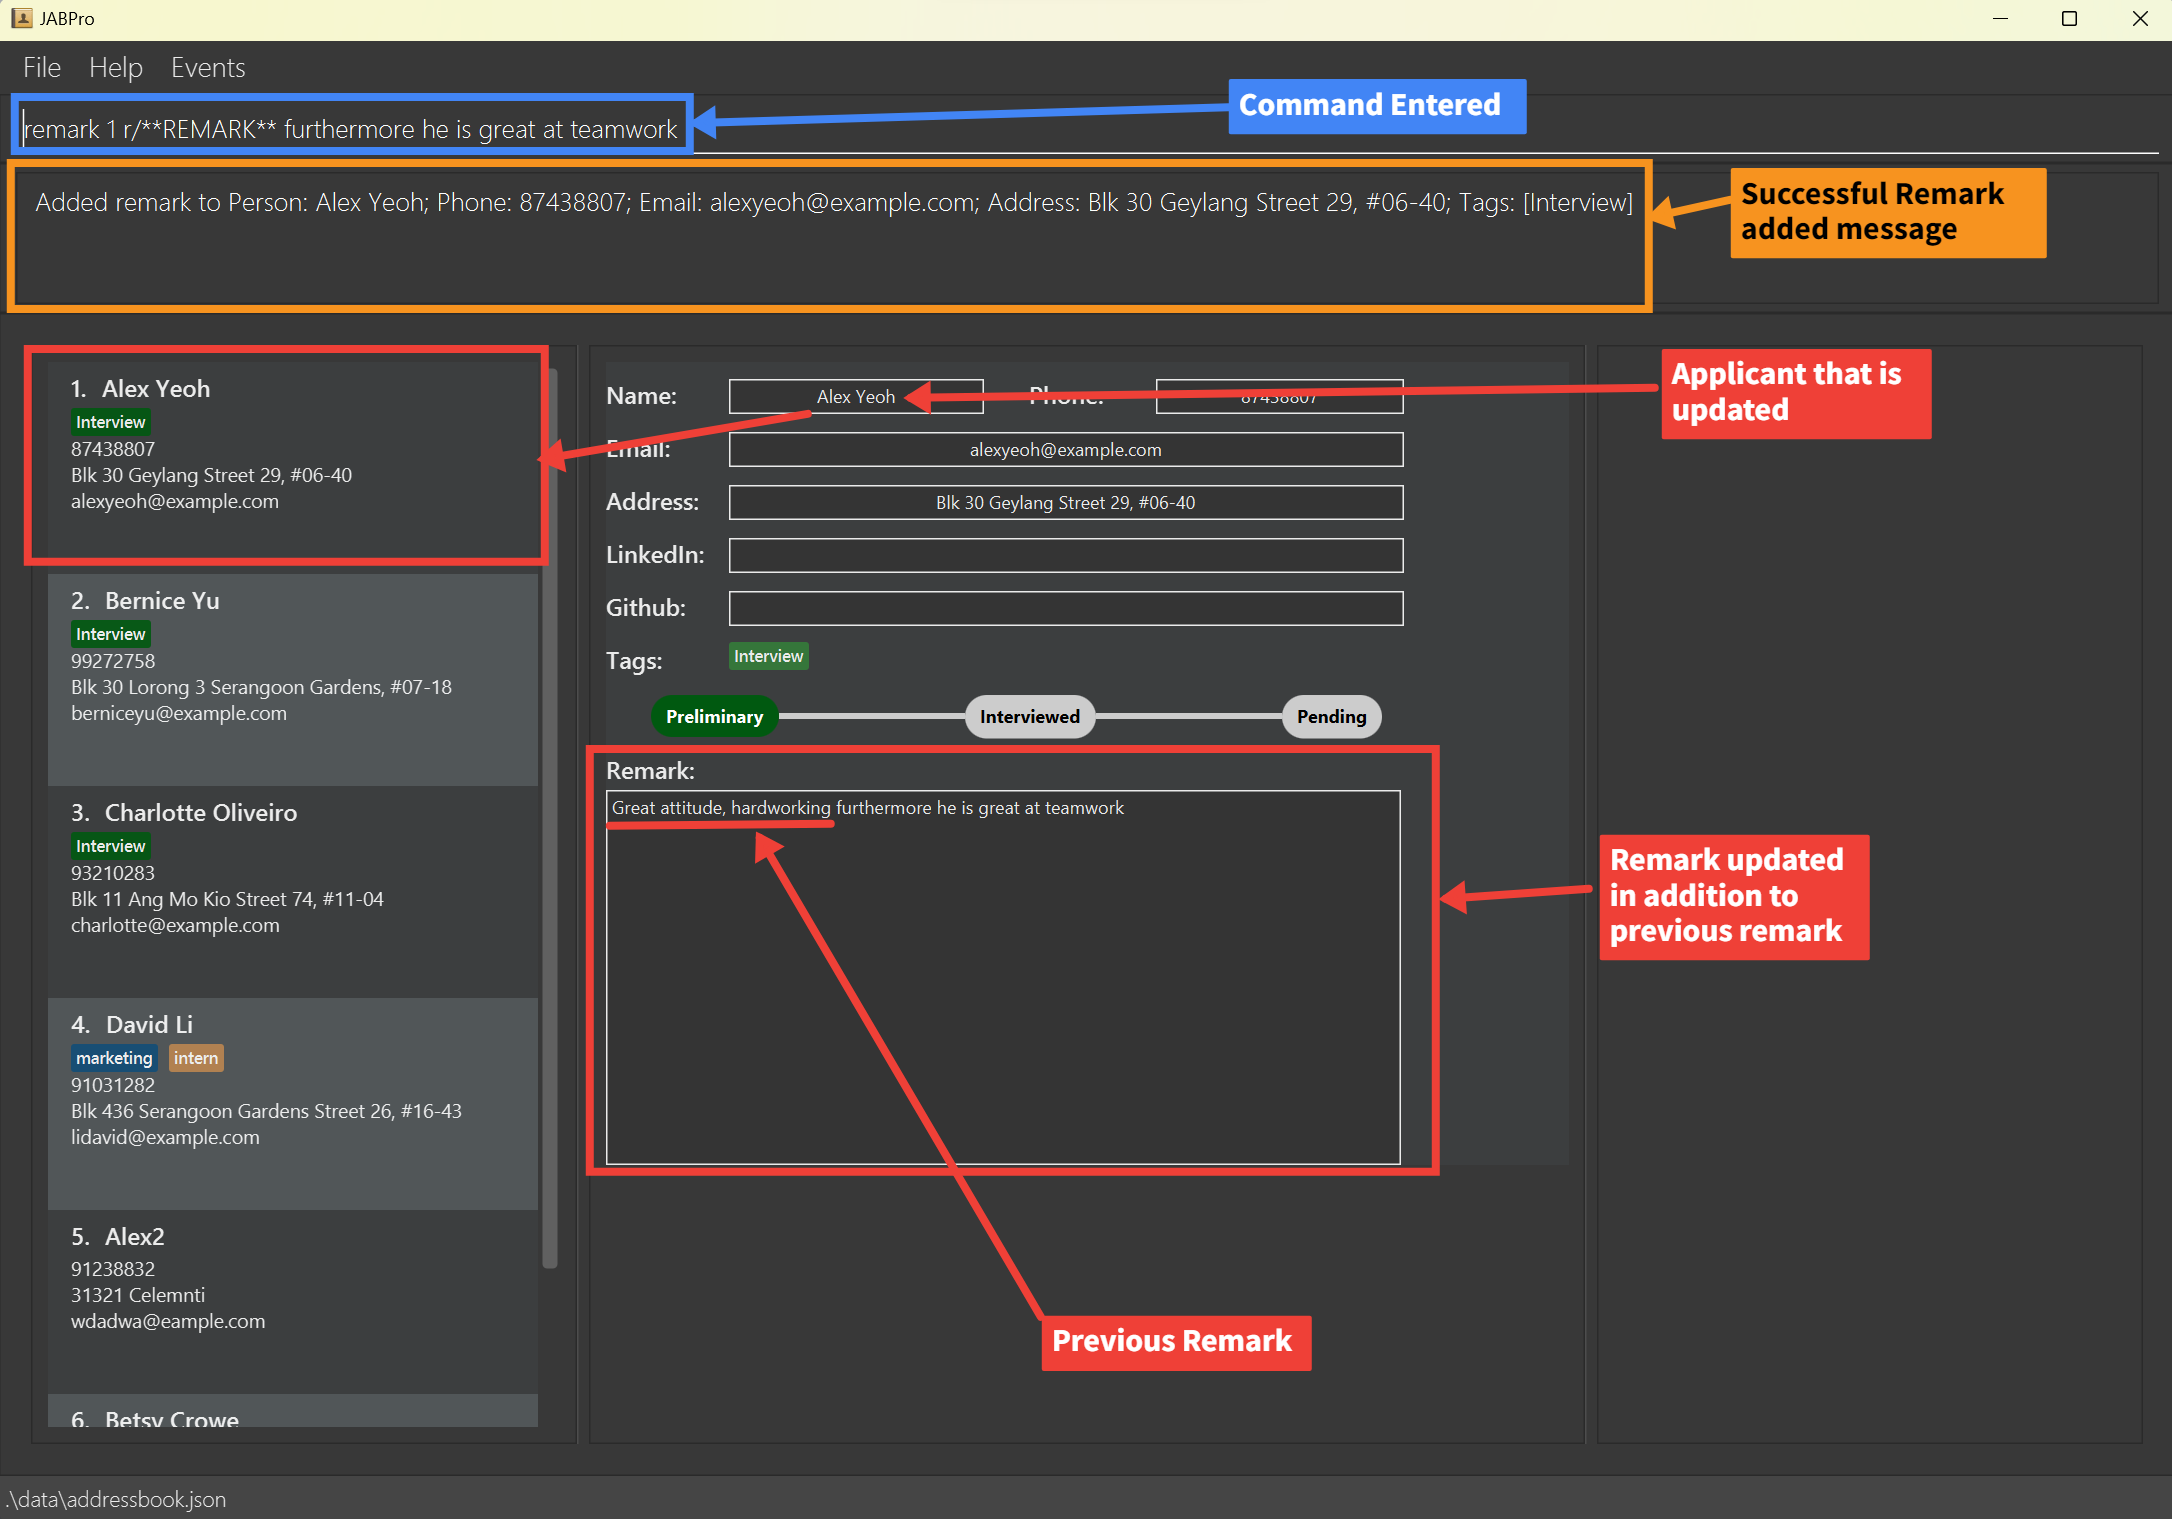 JABPro
File Help Events
remark 1 r/**REMARK** furthermore he is great at teamwork
Command Entered
Added remark to Person: Alex Yeoh; Phone: 87438807; Email: alexyeoh@example.com; Address: Blk 30 Geylang Street 29, #06-40; Tags: [Interview]
Successful Remark
added message
1. Alex Yeoh
Interview
87438807
Blk 30 Geylang Street 29, #06-40
alexyeoh@example.com
2. Bernice Yu
Interview
99272758
Blk 30 Lorong 3 Serangoon Gardens, #07-18
berniceyu@example.com
3. Charlotte Oliveiro
Interview
93210283
Blk 11 Ang Mo Kio Street 74, #11-04
charlotte@example.com
4. David Li
marketing intern
91031282
Blk 436 Serangoon Gardens Street 26, #16-43
lidavid@example.com
5. Alex2
91238832
31321 Celemnti
wdadwa@eample.com
6. Betsy Crowe
Name: Alex Yeoh Phone: 87438807
Email: alexyeoh@example.com
Address: Blk 30 Geylang Street 29, #06-40
LinkedIn:
Github:
Tags: Interview
Preliminary Interviewed Pending
Remark:
Great attitude, hardworking furthermore he is great at teamwork
Applicant that is
updated
Remark updated
in addition to
previous remark
Previous Remark
.\data\addressbook.json